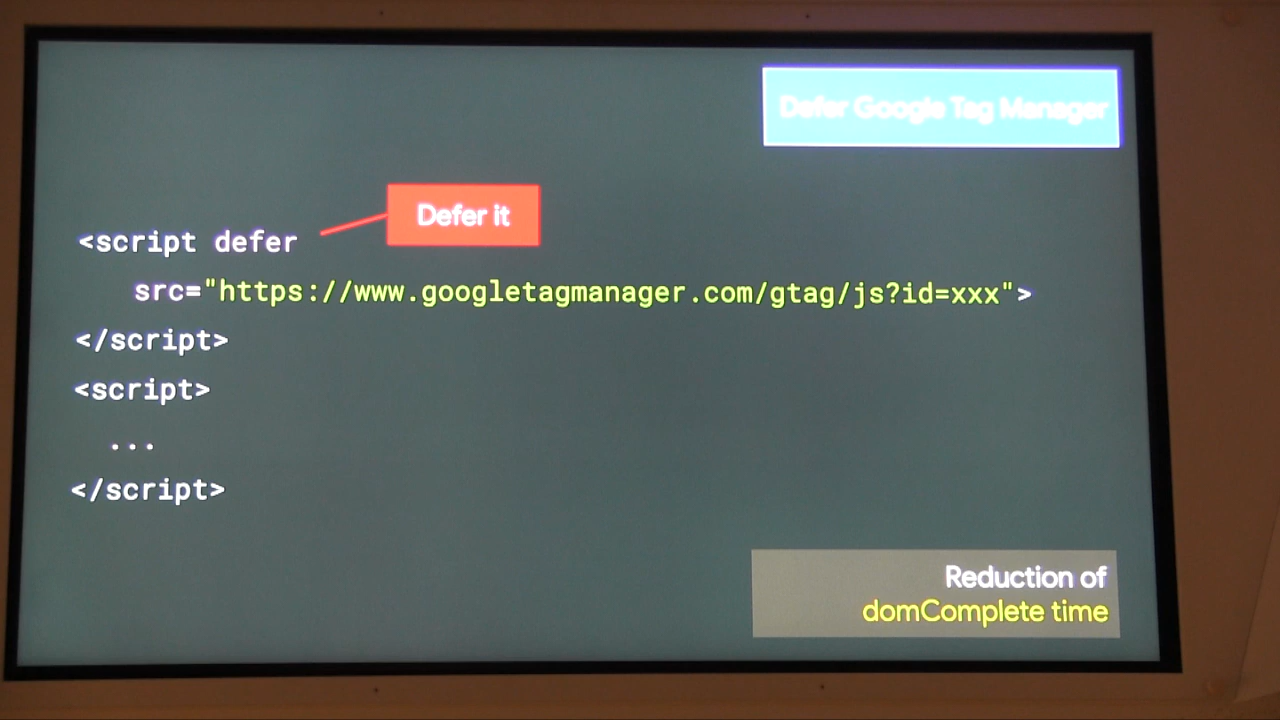 Defer Google Tag Manager
Defer it
<script defer
src="https://www.googletagmanager.com/gtag/js?id=xxx">
</script>
<script>
...
</script>
Reduction of
domComplete time